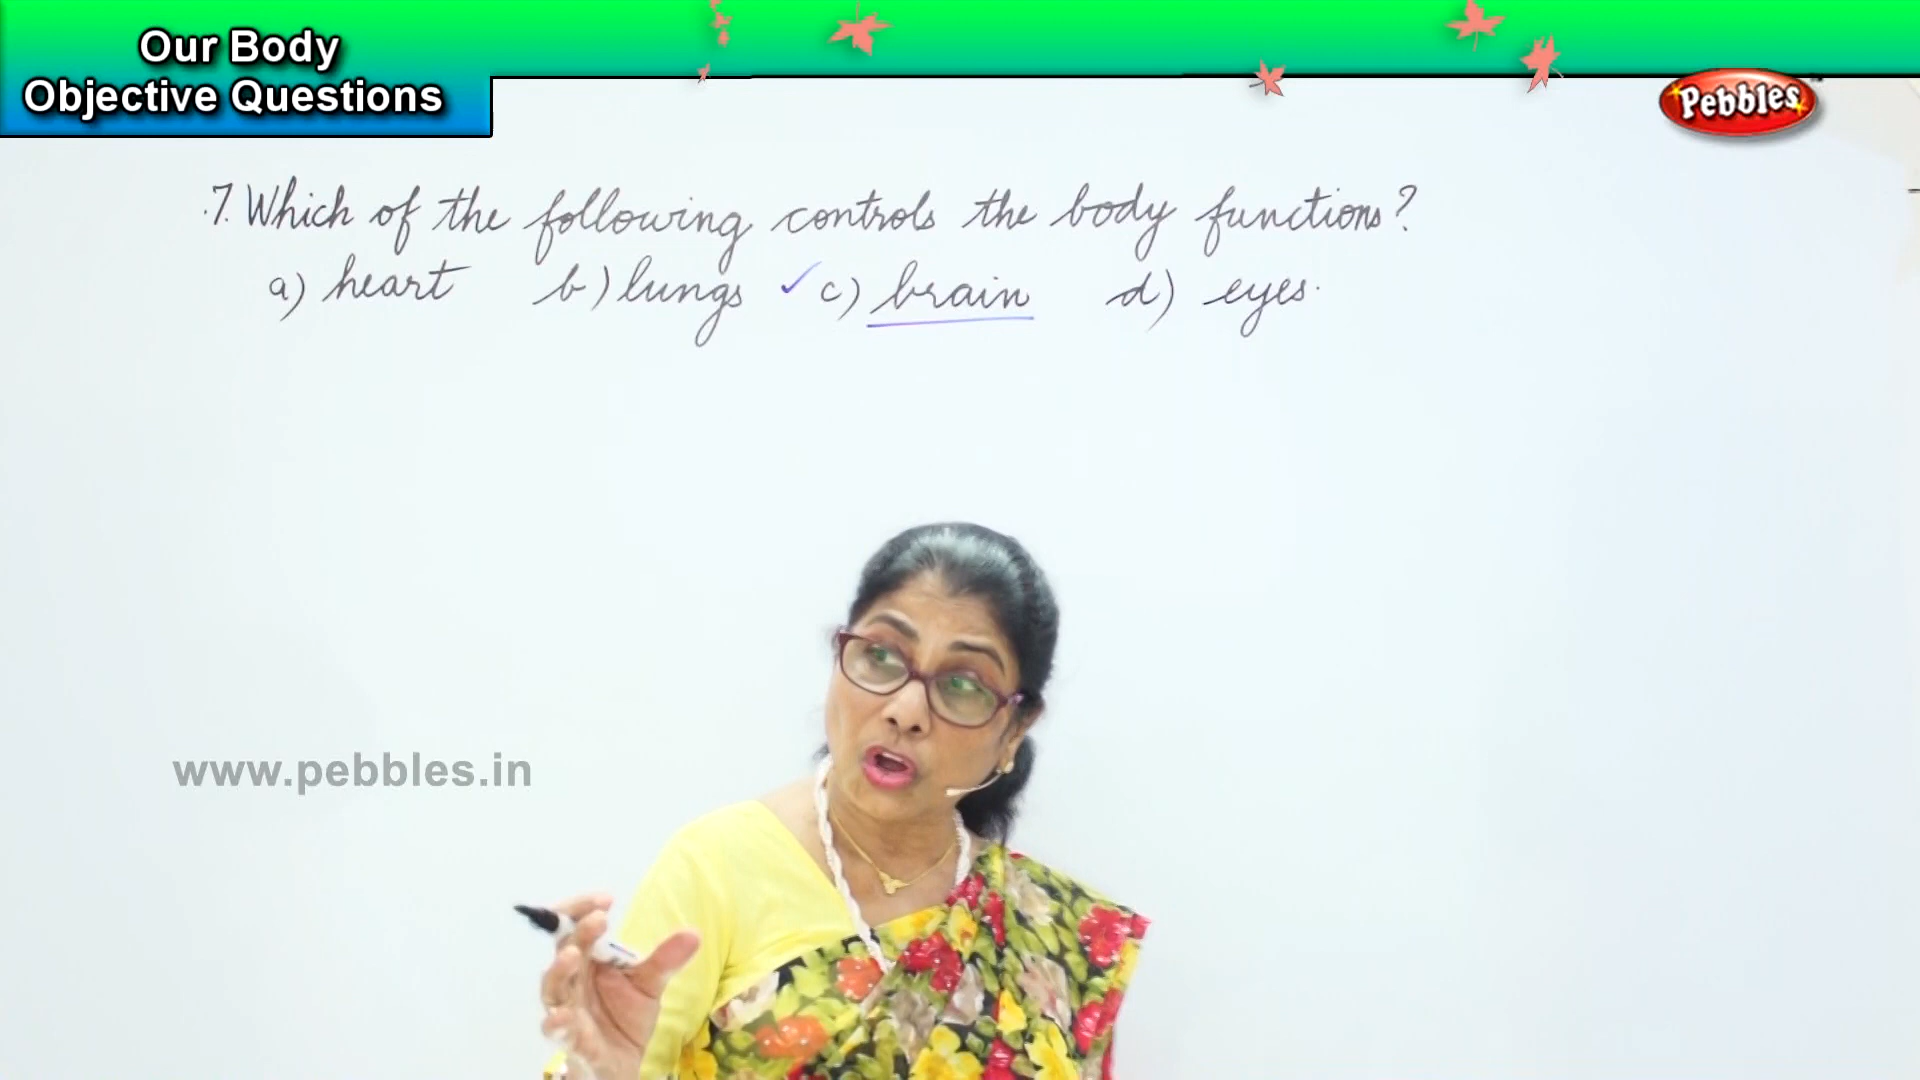 Our Body
Objective Questions
Pebbles
7. Which of the following controls the body functions?
a) heart b) lungs ✓ c) brain d) eyes.
www.pebbles.in